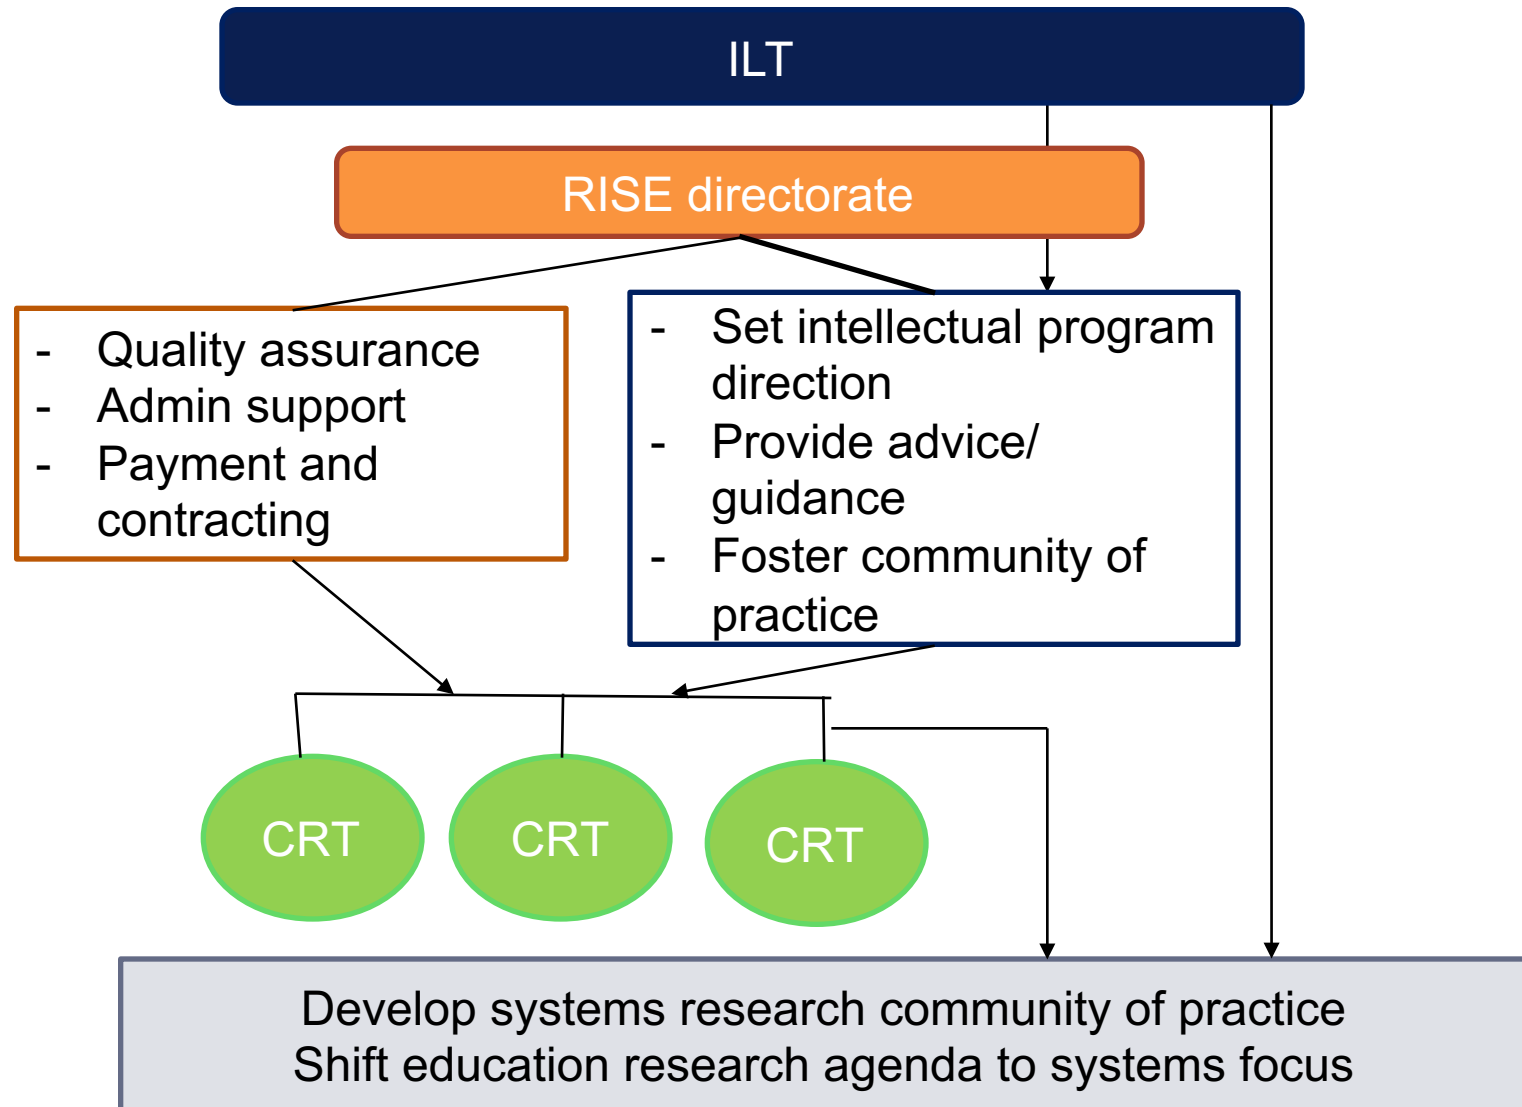 ILT
RISE directorate
- Quality assurance
- Admin support
- Payment and
contracting
- Set intellectual program
direction
- Provide advice/
guidance
- Foster community of
practice
CRT
CRT
CRT
Develop systems research community of practice
Shift education research agenda to systems focus